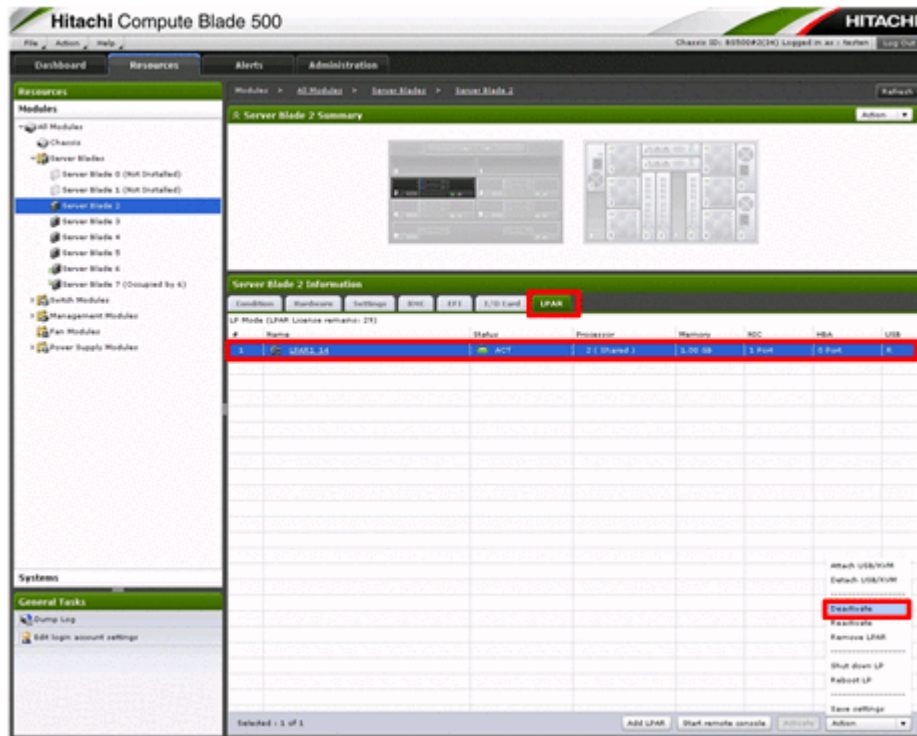 Hitachi Compute Blade 500
HITACHI
File Action Help
Chassis ID: Logged in as : Log Out
Dashboard Resources Alerts Administration
Resources
Modules > All Modules > Server Blades > Server Blade 2
Refresh
Modules
Server Blade 2 Summary
Action
All Modules
Chassis
Server Blades
Server Blade 0 (Not Installed)
Server Blade 1 (Not Installed)
Server Blade 2
Server Blade 3
Server Blade 4
Server Blade 5
Server Blade 6
Server Blade 7 (Occupied by 6)
Switch Modules
Management Modules
Fan Modules
Power Supply Modules
Server Blade 2 Information
Condition Hardware Settings BMC EFI I/O Card LPAR
LP Mode (LPAR License remains: 29)
# Name Status Processor Memory NIC HBA USB
1 LPAR1_14 ACT 2 ( Shared ) 1.00 GB 1 Port 0 Port R
Systems
General Tasks
Dump Log
Edit login account settings
Attach USB/KVM
Detach USB/KVM
Deactivate
Reactivate
Remove LPAR
Shut down LP
Reboot LP
Save settings
Selected : 1 of 1
Add LPAR Start remote console Activate Action